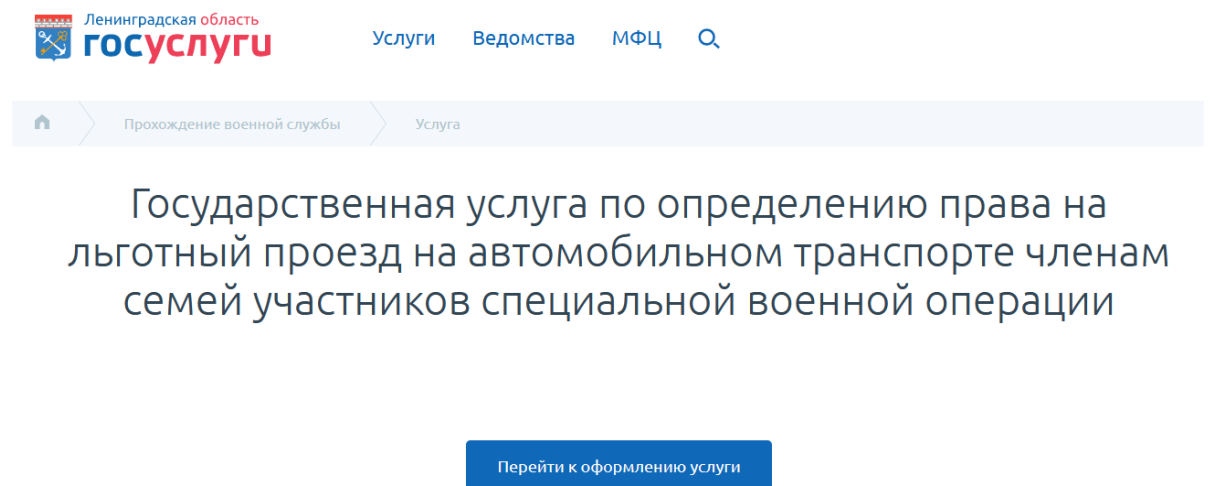 Ленинградская область
госуслуги
Услуги Ведомства МФЦ
Прохождение военной службы Услуга
Государственная услуга по определению права на
льготный проезд на автомобильном транспорте членам
семей участников специальной военной операции
Перейти к оформлению услуги